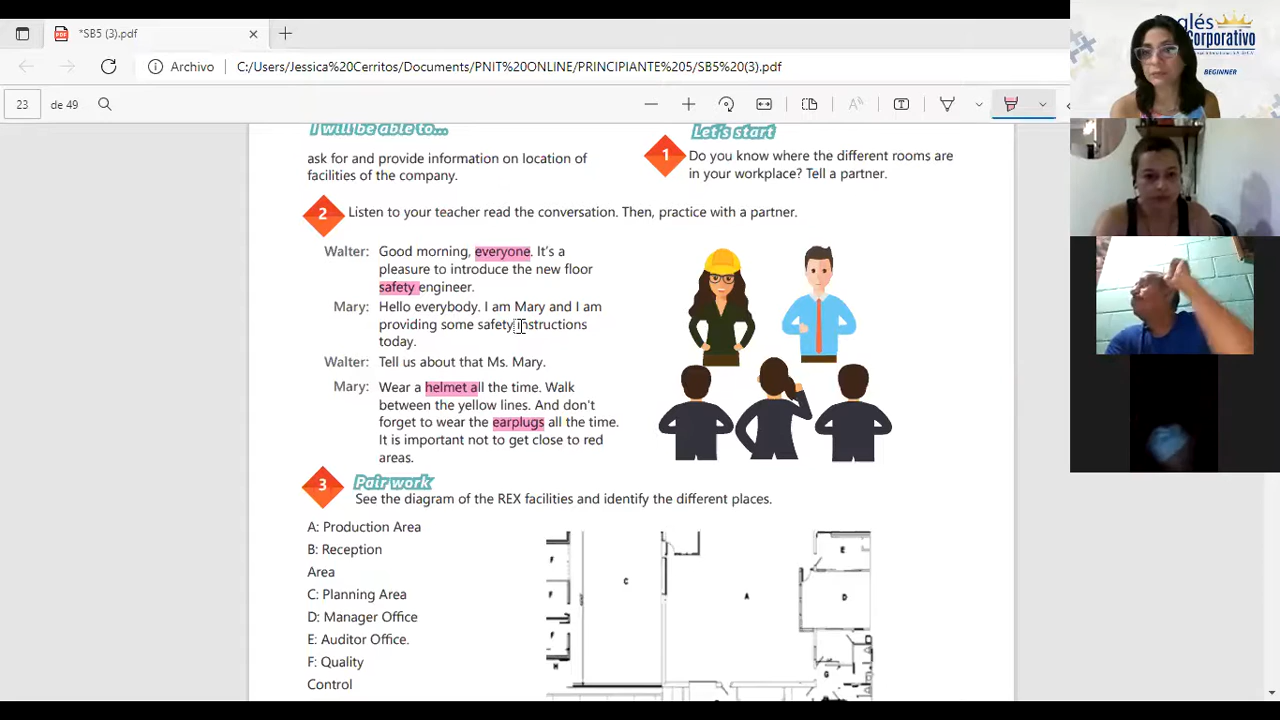 *SB5 (3).pdf
Archivo
C:/Users/Jessica%20Cerritos/Documents/PNP%20ONLINE/PRINCIPIANTE%205/SB5%20(3).pdf
23
de 49
I will be able to...
ask for and provide information on location of
facilities of the company.
Let's start
1
Do you know where the different rooms are
in your workplace? Tell a partner.
2
Listen to your teacher read the conversation. Then, practice with a partner.
Walter: Good morning, everyone. It's a
pleasure to introduce the new floor
safety engineer.
Mary: Hello everybody. I am Mary and I am
providing some safety instructions
today.
Walter: Tell us about that Ms. Mary.
Mary: Wear a helmet all the time. Walk
between the yellow lines. And don't
forget to wear the earplugs all the time.
It is important not to get close to red
areas.
3
Pair work
See the diagram of the REX facilities and identify the different places.
A: Production Area
B: Reception
Area
C: Planning Area
D: Manager Office
E: Auditor Office.
F: Quality
Control
F
F
F
H
C
A
E
D
G
Inglés
Corporativo
BEGINNER